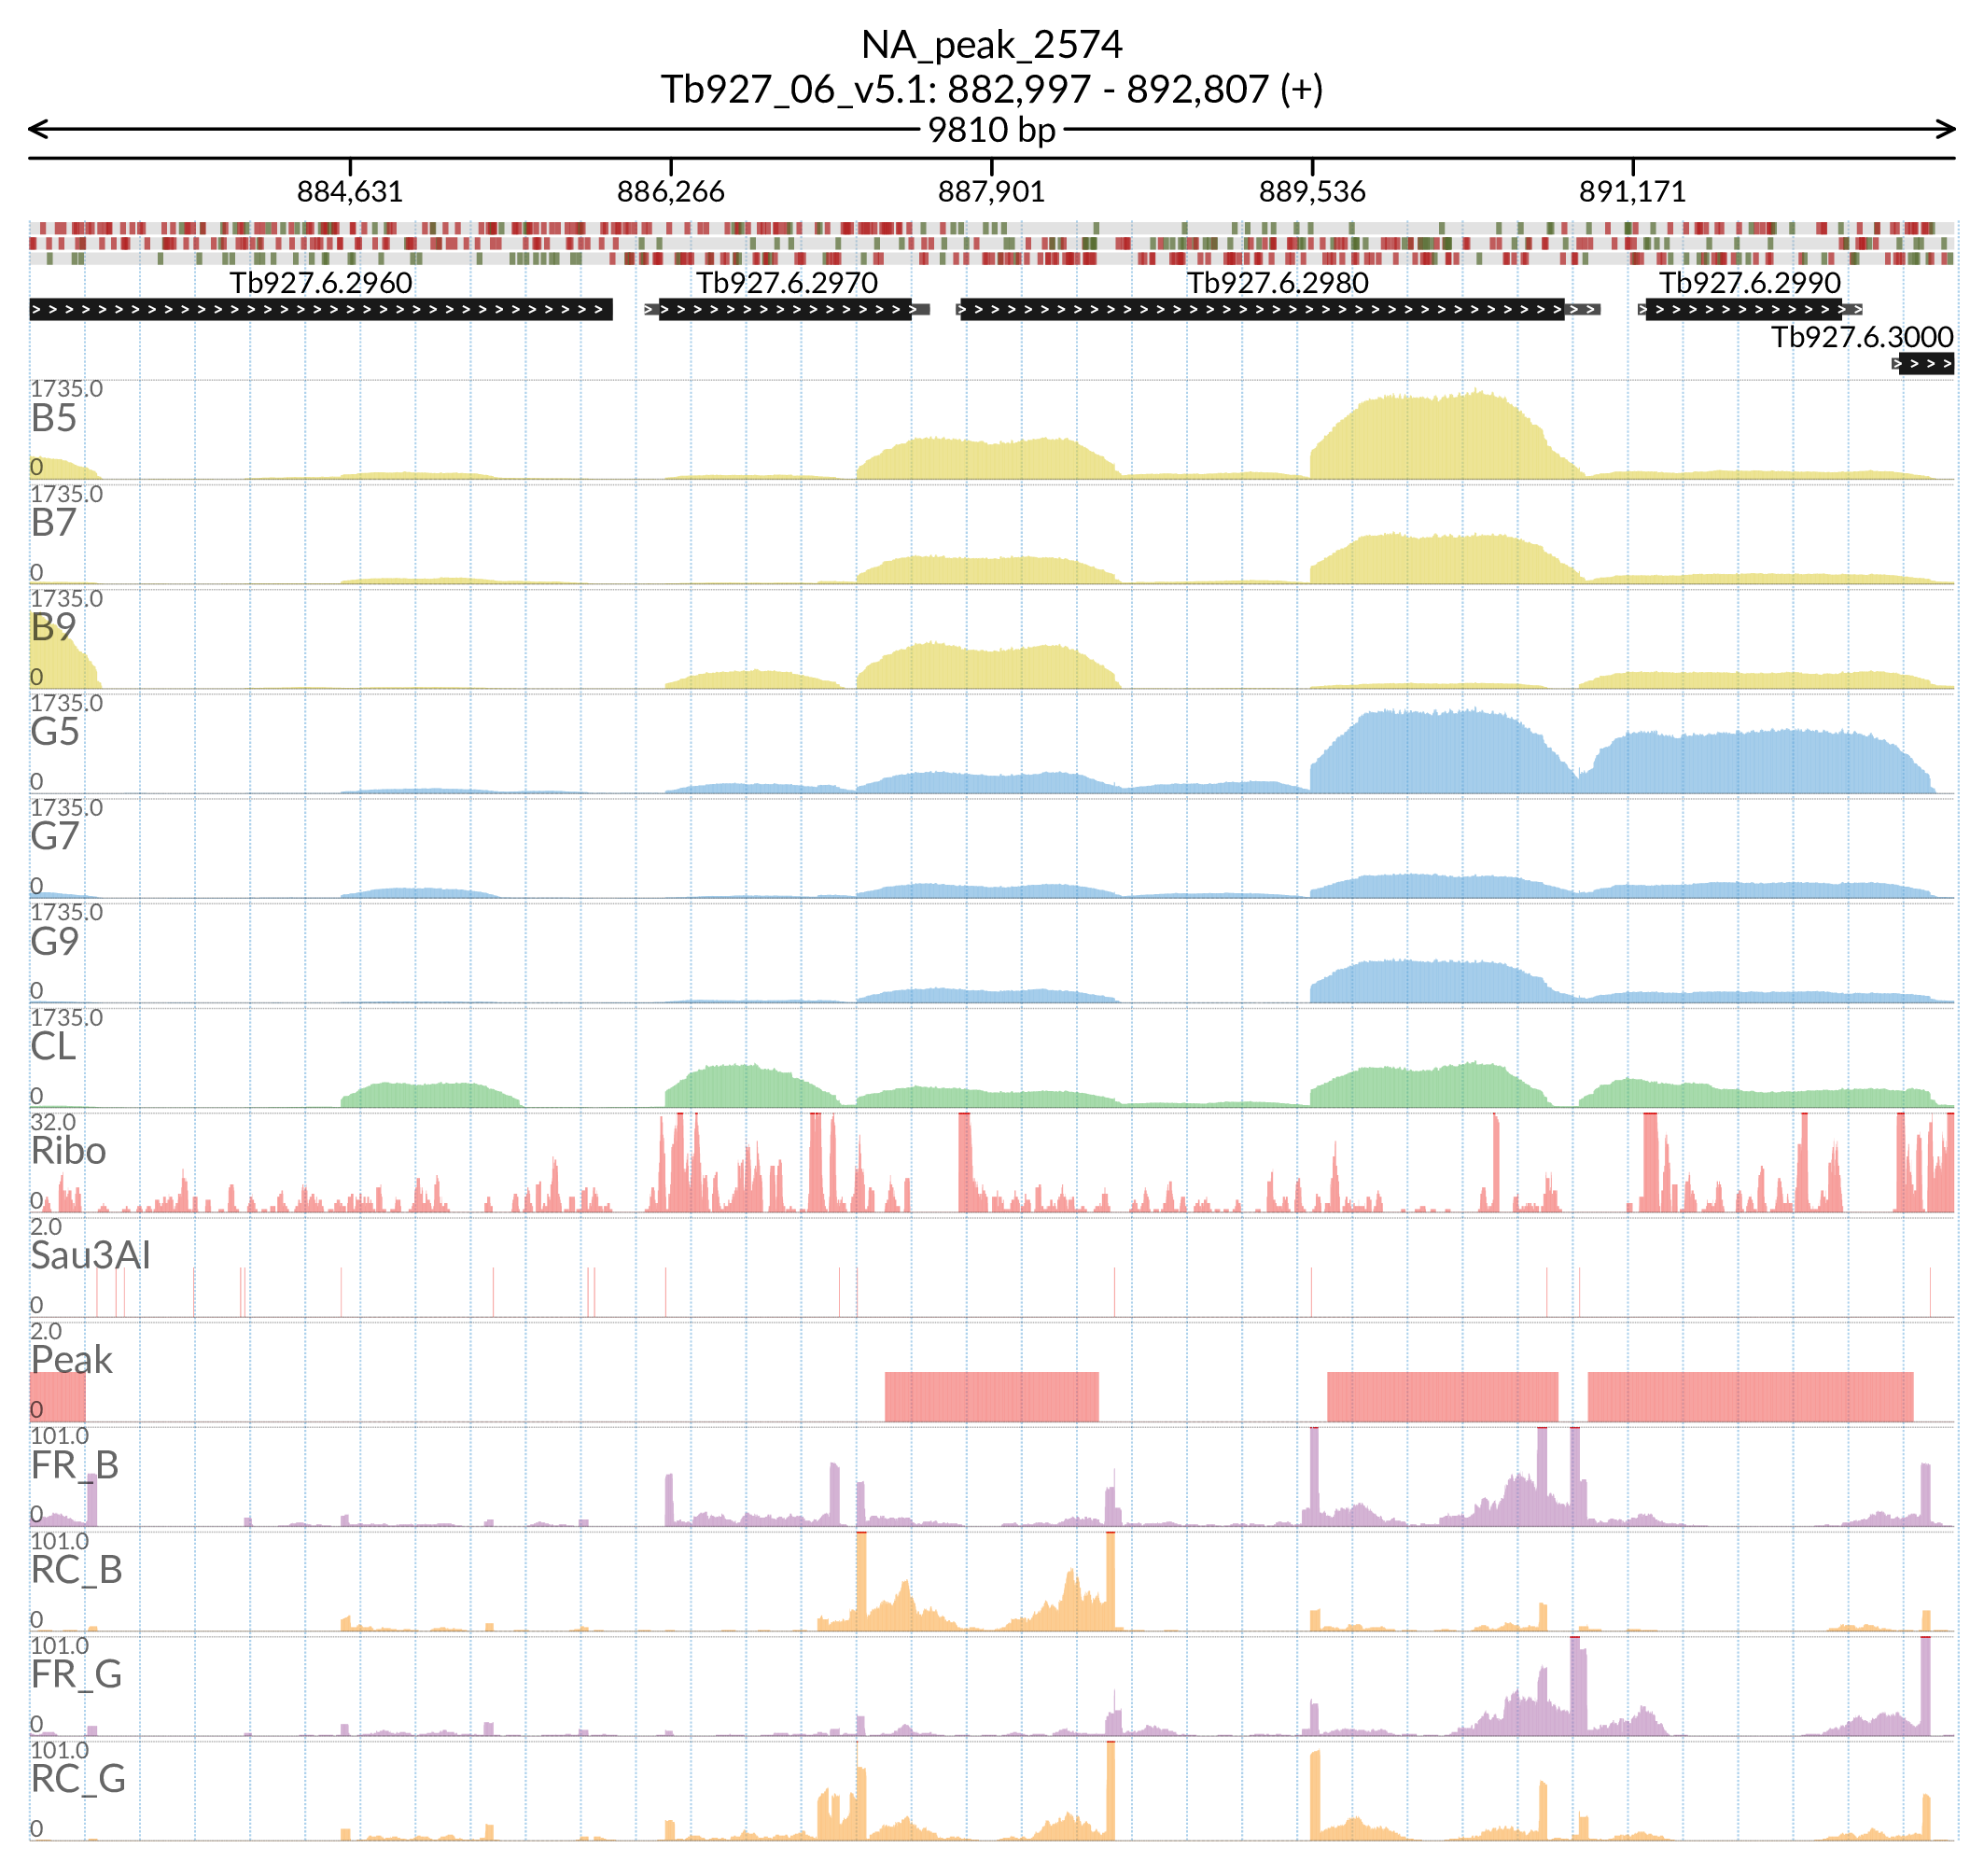 NA_peak_2574
Tb927_06_v5.1: 882,997 - 892,807 (+)
9810 bp
884,631 886,266 887,901 889,536 891,171
Tb927.6.2960 Tb927.6.2970 Tb927.6.2980 Tb927.6.2990
Tb927.6.3000
1735.0
B5
0
1735.0
B7
0
1735.0
B9
0
1735.0
G5
0
1735.0
G7
0
1735.0
G9
0
1735.0
CL
0
32.0
Ribo
0
2.0
Sau3AI
0
2.0
Peak
0
101.0
FR_B
0
101.0
RC_B
0
101.0
FR_G
0
101.0
RC_G
0